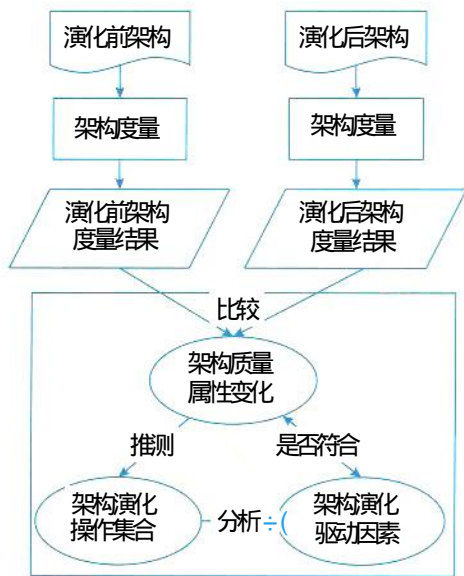 演化前架构
演化后架构
架构度量
架构度量
演化前架构
度量结果
演化后架构
度量结果
比较
架构质量
属性变化
推测
是否符合
架构演化
操作集合
分析÷(
架构演化
驱动因素